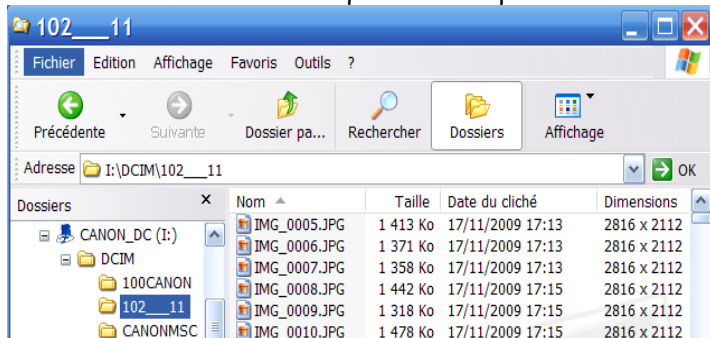 102___11
Fichier Edition Affichage Favoris Outils ?
Précédente Suivante Dossier pa... Rechercher Dossiers Affichage
Adresse I:\DCIM\102___11 OK
Dossiers x Nom Taille Date du cliché Dimensions
CANON_DC (I:) IMG_0005.JPG 1 413 Ko 17/11/2009 17:13 2816 x 2112
IMG_0006.JPG 1 371 Ko 17/11/2009 17:13 2816 x 2112
DCIM IMG_0007.JPG 1 358 Ko 17/11/2009 17:13 2816 x 2112
100CANON IMG_0008.JPG 1 442 Ko 17/11/2009 17:15 2816 x 2112
102___11 IMG_0009.JPG 1 318 Ko 17/11/2009 17:15 2816 x 2112
CANONMSC IMG_0010.JPG 1 478 Ko 17/11/2009 17:15 2816 x 2112